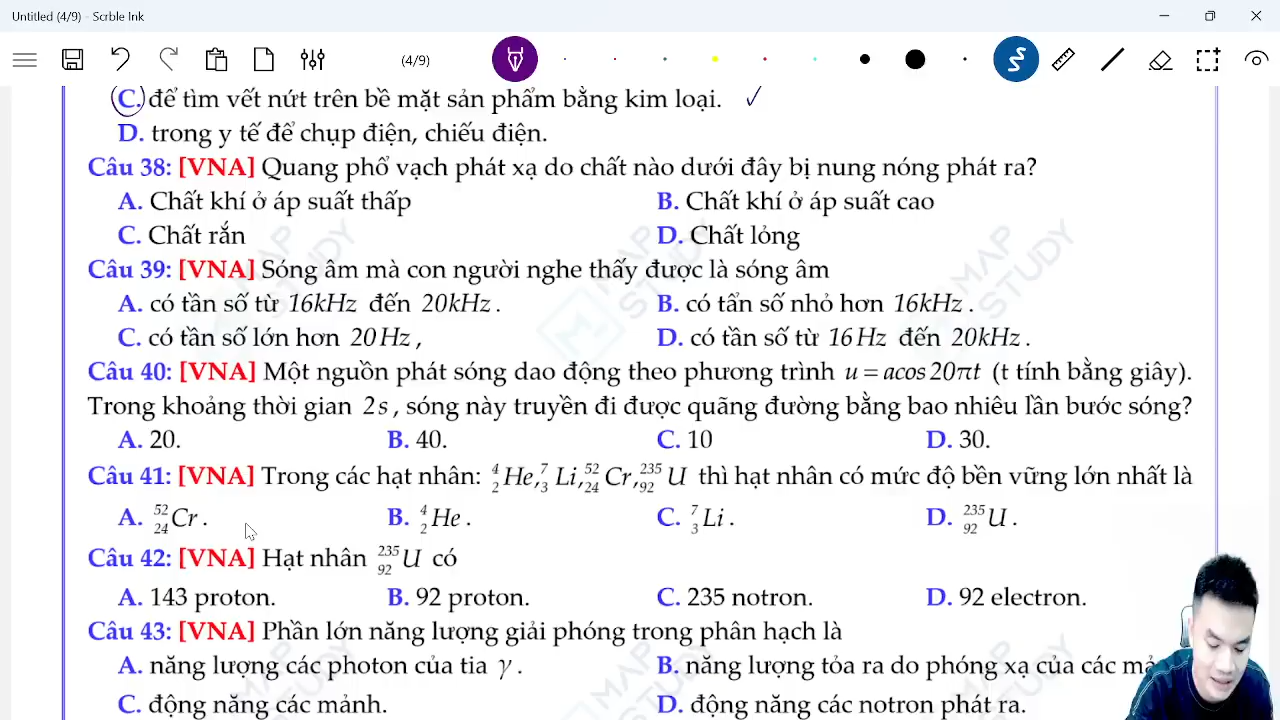 Untitled (4/9) - Scrble Ink
(4/9)
C. để tìm vết nứt trên bề mặt sản phẩm bằng kim loại. ✓
D. trong y tế để chụp điện, chiếu điện.
Câu 38: [VNA] Quang phổ vạch phát xạ do chất nào dưới đây bị nung nóng phát ra?
A. Chất khí ở áp suất thấp B. Chất khí ở áp suất cao
C. Chất rắn D. Chất lỏng
Câu 39: [VNA] Sóng âm mà con người nghe thấy được là sóng âm
A. có tần số từ 16kHz đến 20kHz. B. có tẩn số nhỏ hơn 16kHz.
C. có tần số lớn hơn 20Hz, D. có tần số từ 16Hz đến 20kHz.
Câu 40: [VNA] Một nguồn phát sóng dao động theo phương trình u = acos20πt (t tính bằng giây).
Trong khoảng thời gian 2s, sóng này truyền đi được quãng đường bằng bao nhiêu lần bước sóng?
A. 20. B. 40. C. 10 D. 30.
Câu 41: [VNA] Trong các hạt nhân: ⁴₂He, ⁷₃Li, ⁵²₂₄Cr, ²³⁵₉₂U thì hạt nhân có mức độ bền vững lớn nhất là
A. ⁵²₂₄Cr. B. ⁴₂He. C. ⁷₃Li. D. ²³⁵₉₂U.
Câu 42: [VNA] Hạt nhân ²³⁵₉₂U có
A. 143 proton. B. 92 proton. C. 235 notron. D. 92 electron.
Câu 43: [VNA] Phần lớn năng lượng giải phóng trong phân hạch là
A. năng lượng các photon của tia γ. B. năng lượng tỏa ra do phóng xạ của các
C. động năng các mảnh. D. động năng các notron phát ra.
MAP STUDY
MAP STUDY
MAP STUDY